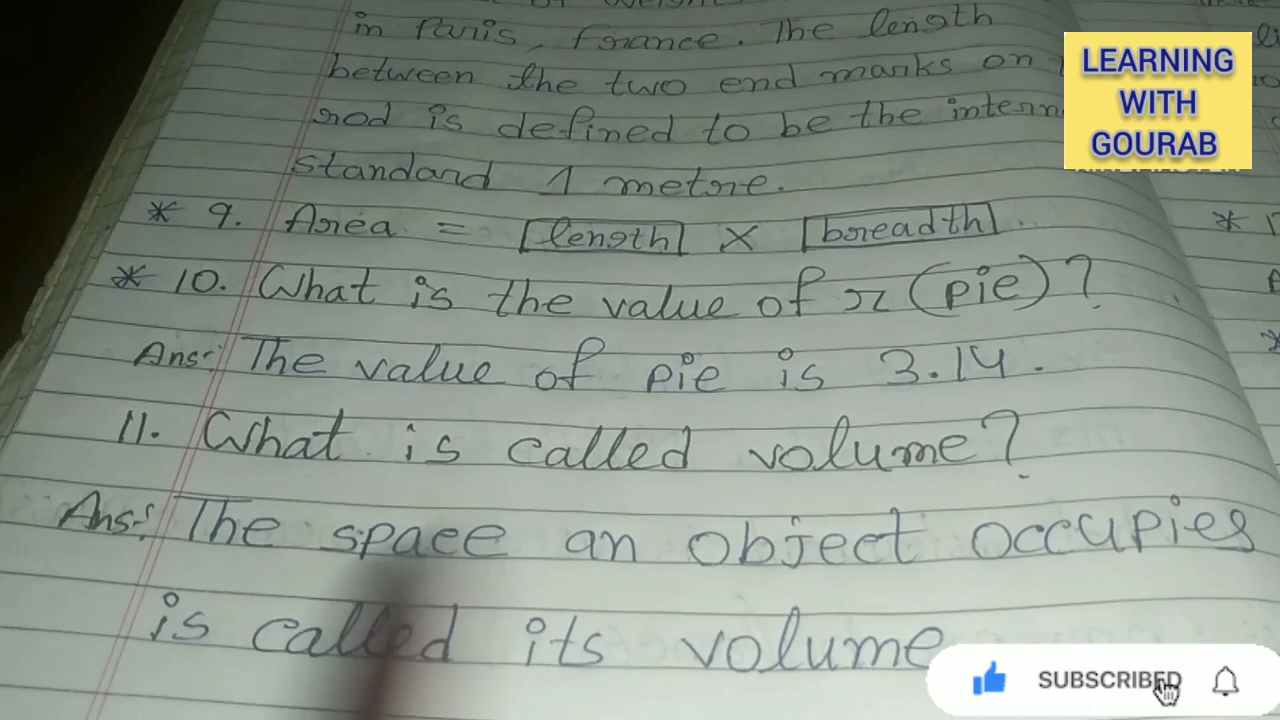 in Paris, France. The length
between the two end marks on
rod is defined to be the intern
standard 1 metre.
* 9. Area = length × breadth.
* 10. What is the value of π (pie)?
Ans:- The value of pie is 3.14.
11. What is called volume?
Ans:- The space an object occupies
is called its volume
LEARNING
WITH
GOURAB
SUBSCRIBED